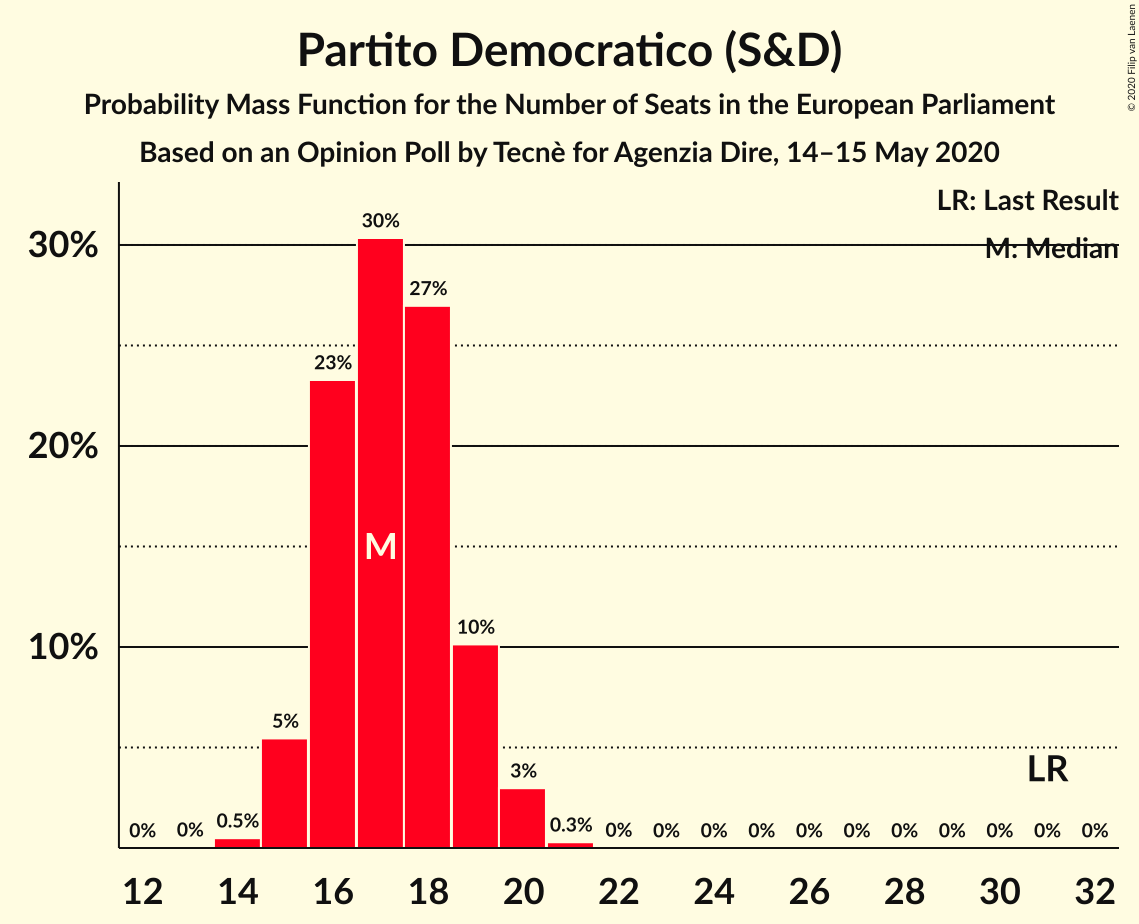 Partito Democratico (S&D)
Probability Mass Function for the Number of Seats in the European Parliament
Based on an Opinion Poll by Tecnè for Agenzia Dire, 14–15 May 2020
© 2020 Filip van Laenen
LR: Last Result
M: Median
30%
20%
10%
0% 0% 0.5% 5% 23% 30% 27% 10% 3% 0.3% 0% 0% 0% 0% 0% 0% 0% 0% 0% 0% 0%
M
LR
12 14 16 18 20 22 24 26 28 30 32